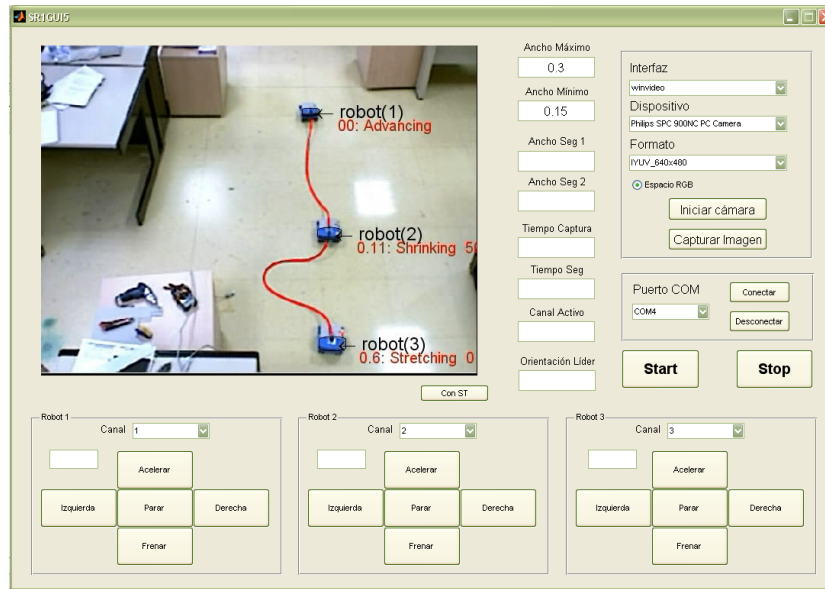 SR1GUI5
robot(1)
00: Advancing
robot(2)
0.11: Shrinking
robot(3)
0.6: Stretching 0
Con ST
Ancho Máximo
0.3
Ancho Mínimo
0.15
Ancho Seg 1
Ancho Seg 2
Tiempo Captura
Tiempo Seg
Canal Activo
Orientación Líder
Interfaz
winvideo
Dispositivo
Philips SPC 900NC PC Camera
Formato
IYUV_640x480
Espacio RGB
Iniciar cámara
Capturar Imagen
Puerto COM
COM4
Conectar
Desconectar
Start
Stop
Robot 1
Canal 1
Acelerar
Izquierda
Parar
Derecha
Frenar
Robot 2
Canal 2
Acelerar
Izquierda
Parar
Derecha
Frenar
Robot 3
Canal 3
Acelerar
Izquierda
Parar
Derecha
Frenar